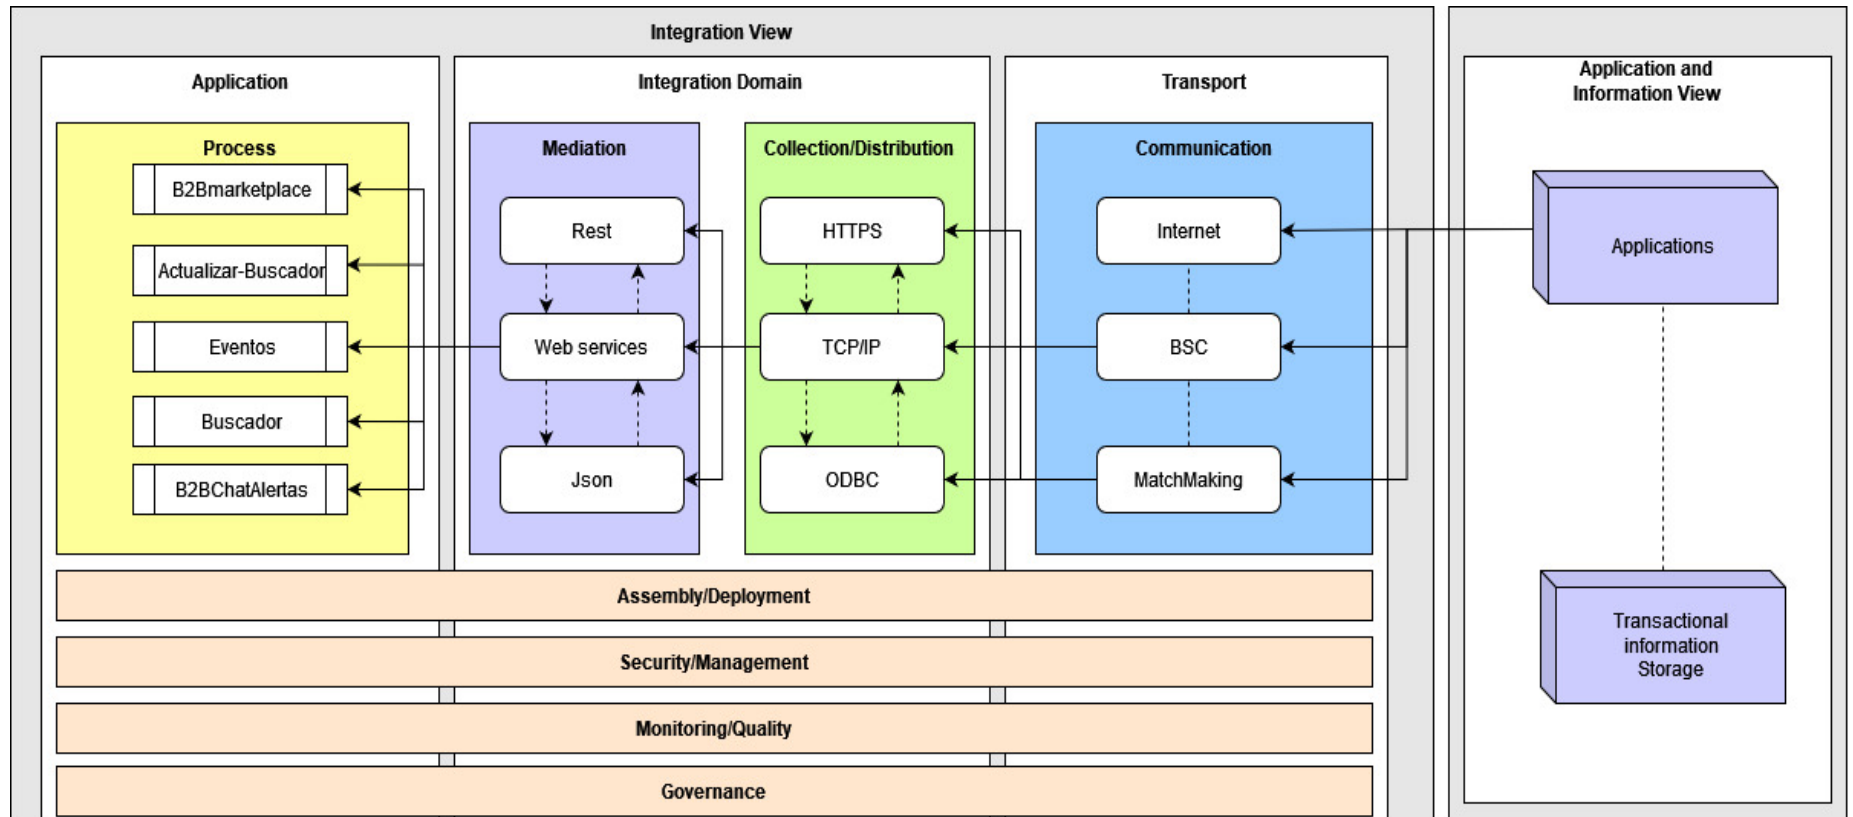 Integration View
Application
Integration Domain
Transport
Application and
Information View
Process
Mediation
Collection/Distribution
Communication
B2Bmarketplace
Actualizar-Buscador
Eventos
Buscador
B2BChatAlertas
Rest
Web services
Json
HTTPS
TCP/IP
ODBC
Internet
BSC
MatchMaking
Applications
Transactional
information
Storage
Assembly/Deployment
Security/Management
Monitoring/Quality
Governance